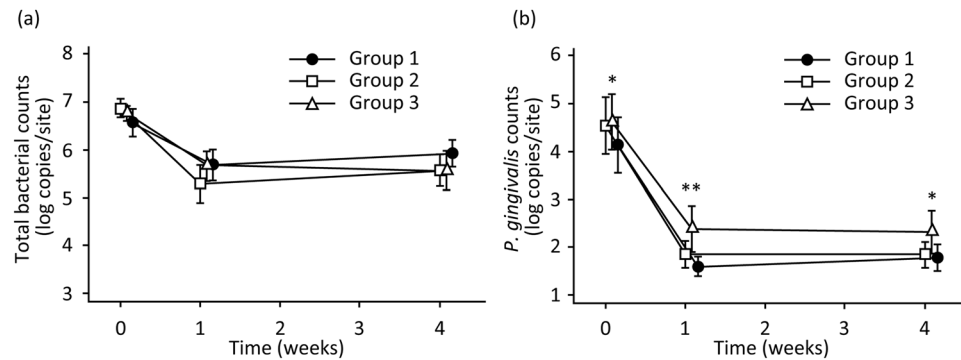 (a)
Total bacterial counts
(log copies/site)
8
7
6
5
4
3
0
1
2
3
4
Time (weeks)
Group 1
Group 2
Group 3
(b)
P. gingivalis counts
(log copies/site)
6
5
4
3
2
1
0
1
2
3
4
Time (weeks)
Group 1
Group 2
Group 3
*
**
*